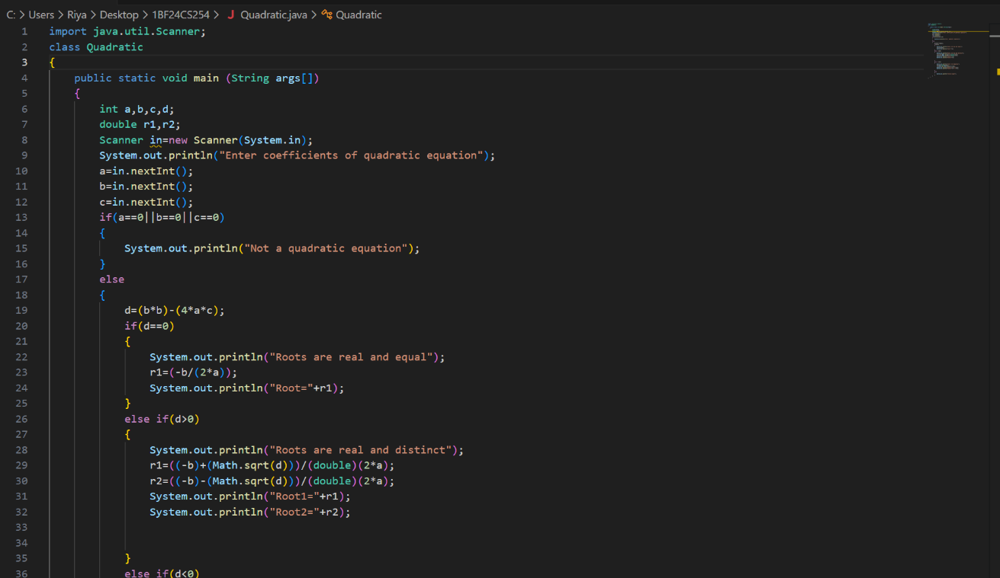 C: > Users > Riya > Desktop > 1BF24CS254 > J Quadratic.java > Quadratic
1 import java.util.Scanner;
2 class Quadratic
3 {
4     public static void main (String args[])
5     {
6         int a,b,c,d;
7         double r1,r2;
8         Scanner in=new Scanner(System.in);
9         System.out.println("Enter coefficients of quadratic equation");
10         a=in.nextInt();
11         b=in.nextInt();
12         c=in.nextInt();
13         if(a==0||b==0||c==0)
14         {
15             System.out.println("Not a quadratic equation");
16         }
17         else
18         {
19             d=(b*b)-(4*a*c);
20             if(d==0)
21             {
22                 System.out.println("Roots are real and equal");
23                 r1=(-b/(2*a));
24                 System.out.println("Root="+r1);
25             }
26             else if(d>0)
27             {
28                 System.out.println("Roots are real and distinct");
29                 r1=((-b)+(Math.sqrt(d)))/(double)(2*a);
30                 r2=((-b)-(Math.sqrt(d)))/(double)(2*a);
31                 System.out.println("Root1="+r1);
32                 System.out.println("Root2="+r2);
33
34
35             }
36             else if(d<0)